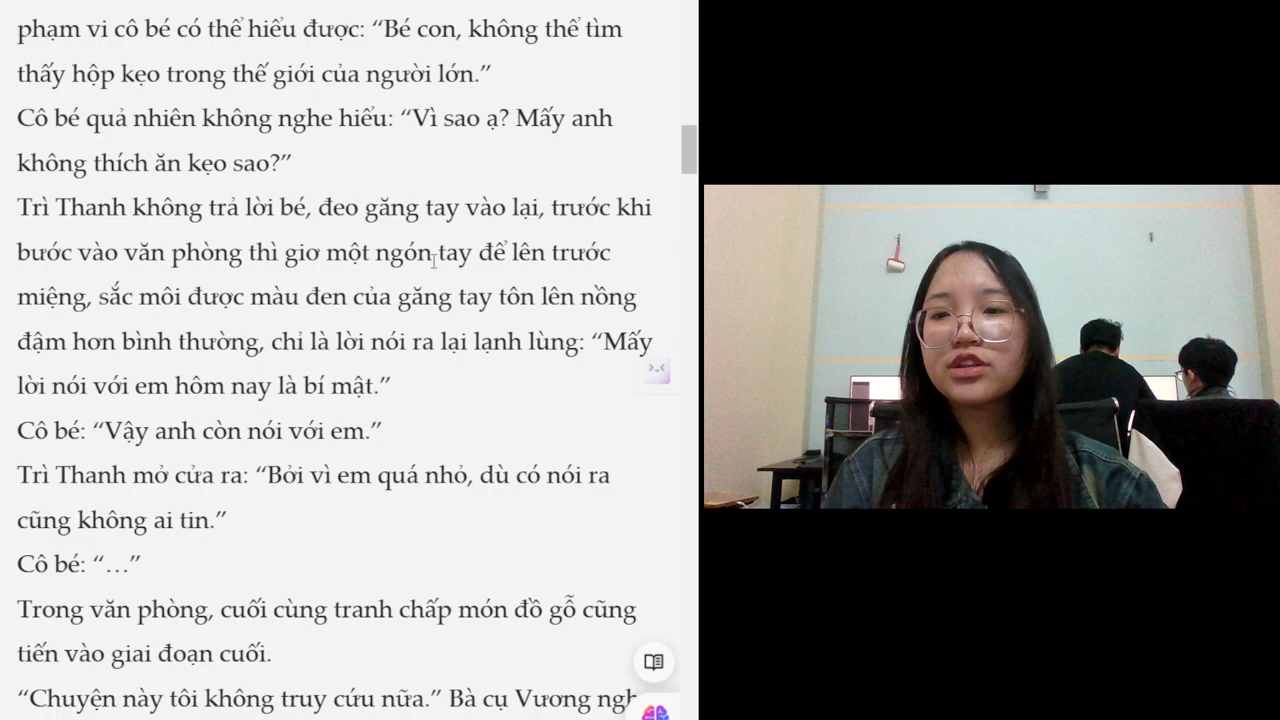 phạm vi cô bé có thể hiểu được: “Bé con, không thể tìm
thấy hộp kẹo trong thế giới của người lớn.”
Cô bé quả nhiên không nghe hiểu: “Vì sao ạ? Mấy anh
không thích ăn kẹo sao?”
Trì Thanh không trả lời bé, đeo găng tay vào lại, trước khi
bước vào văn phòng thì giơ một ngón tay để lên trước
miệng, sắc môi được màu đen của găng tay tôn lên nồng
đậm hơn bình thường, chỉ là lời nói ra lại lạnh lùng: “Mấy
lời nói với em hôm nay là bí mật.”
Cô bé: “Vậy anh còn nói với em.”
Trì Thanh mở cửa ra: “Bởi vì em quá nhỏ, dù có nói ra
cũng không ai tin.”
Cô bé: “…”
Trong văn phòng, cuối cùng tranh chấp món đồ gỗ cũng
tiến vào giai đoạn cuối.
“Chuyện này tôi không truy cứu nữa.” Bà cụ Vương